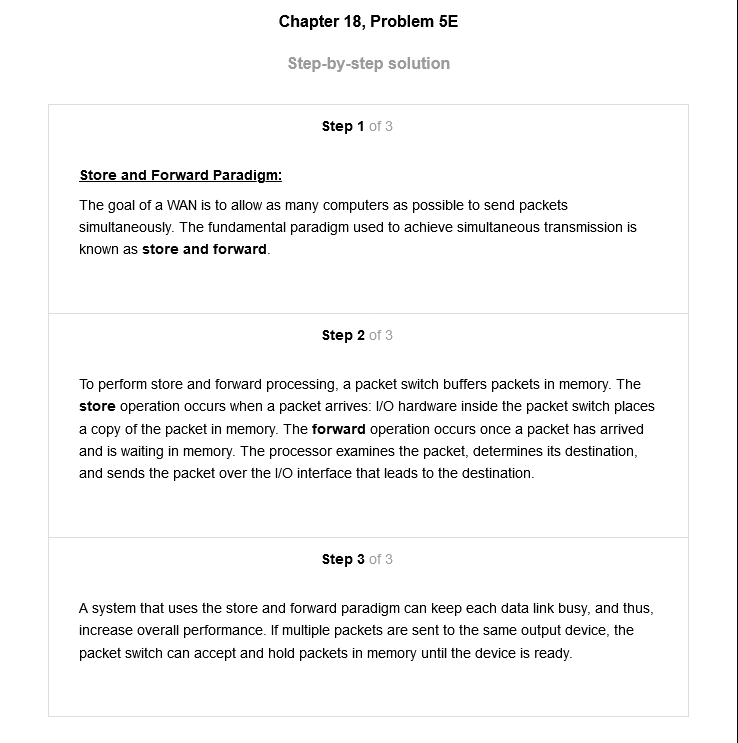 Chapter 18, Problem 5E
Step-by-step solution
Step 1 of 3
Store and Forward Paradigm:
The goal of a WAN is to allow as many computers as possible to send packets
simultaneously. The fundamental paradigm used to achieve simultaneous transmission is
known as store and forward.
Step 2 of 3
To perform store and forward processing, a packet switch buffers packets in memory. The
store operation occurs when a packet arrives: I/O hardware inside the packet switch places
a copy of the packet in memory. The forward operation occurs once a packet has arrived
and is waiting in memory. The processor examines the packet, determines its destination,
and sends the packet over the I/O interface that leads to the destination.
Step 3 of 3
A system that uses the store and forward paradigm can keep each data link busy, and thus,
increase overall performance. If multiple packets are sent to the same output device, the
packet switch can accept and hold packets in memory until the device is ready.